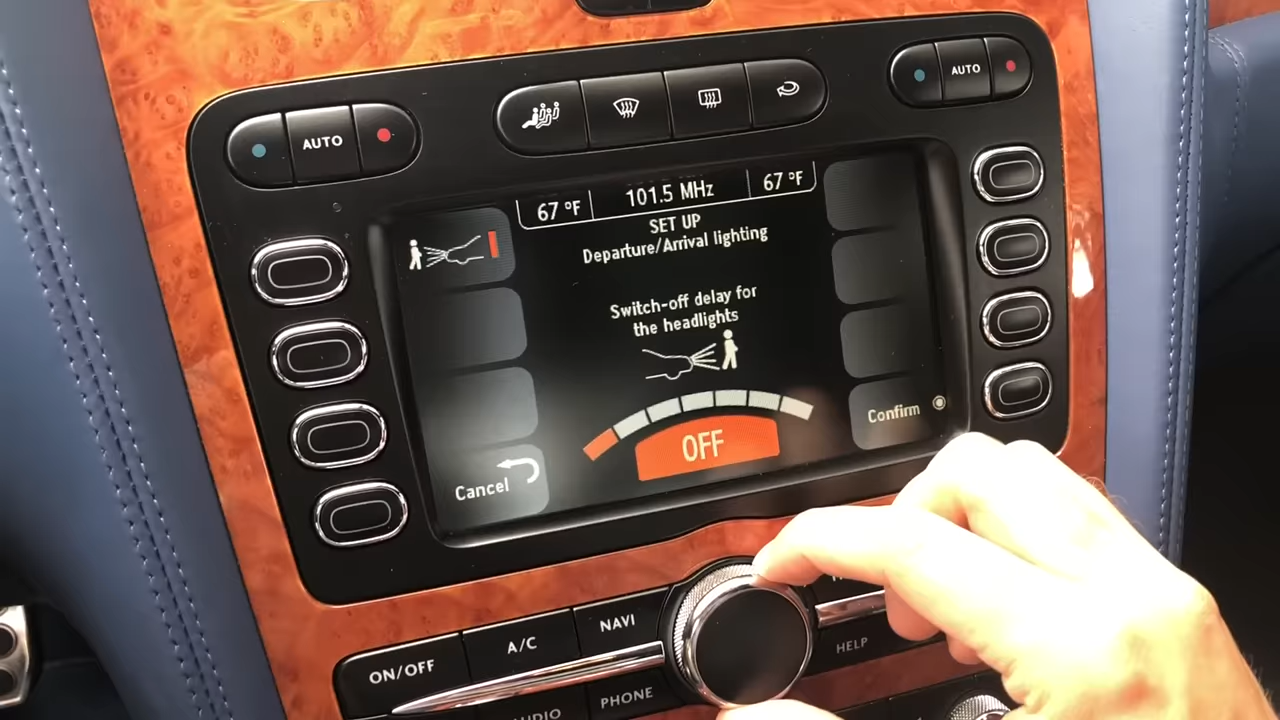 AUTO
AUTO
67 °F
101.5 MHz
67 °F
SET UP
Departure/Arrival lighting
Switch-off delay for
the headlights
OFF
Confirm
Cancel
ON/OFF
A/C
NAVI
HELP
PHONE